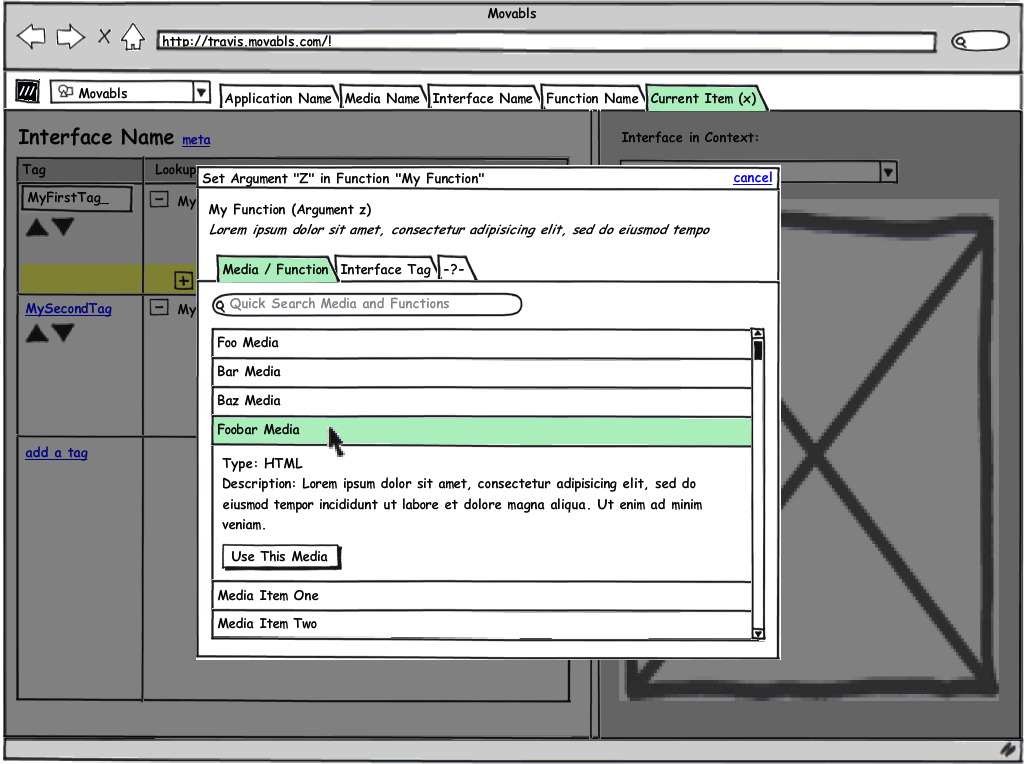 Movabls
http://travis.movabls.com/!
Movabls
Application Name
Media Name
Interface Name
Function Name
Current Item (x)
Interface Name meta
Interface in Context:
Tag
Lookup
MyFirstTag_
My
MySecondTag
My
add a tag
Set Argument "Z" in Function "My Function"
cancel
My Function (Argument z)
Lorem ipsum dolor sit amet, consectetur adipisicing elit, sed do eiusmod tempo
Media / Function
Interface Tag
-?-
Quick Search Media and Functions
Foo Media
Bar Media
Baz Media
Foobar Media
Type: HTML
Description: Lorem ipsum dolor sit amet, consectetur adipisicing elit, sed do
eiusmod tempor incididunt ut labore et dolore magna aliqua. Ut enim ad minim
veniam.
Use This Media
Media Item One
Media Item Two